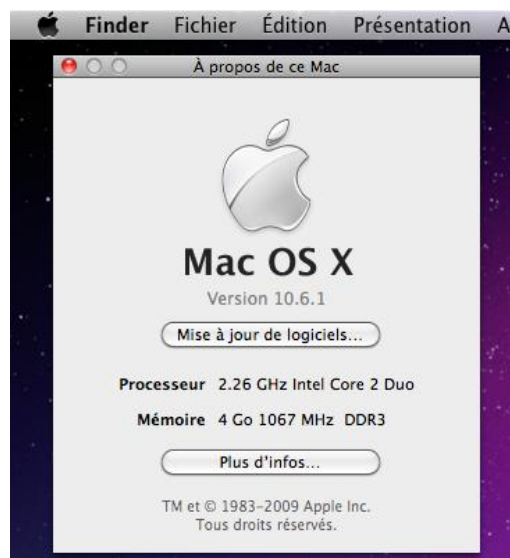 Finder Fichier Édition Présentation A
À propos de ce Mac
Mac OS X
Version 10.6.1
Mise à jour de logiciels...
Processeur 2.26 GHz Intel Core 2 Duo
Mémoire 4 Go 1067 MHz DDR3
Plus d'infos...
TM et © 1983–2009 Apple Inc.
Tous droits réservés.